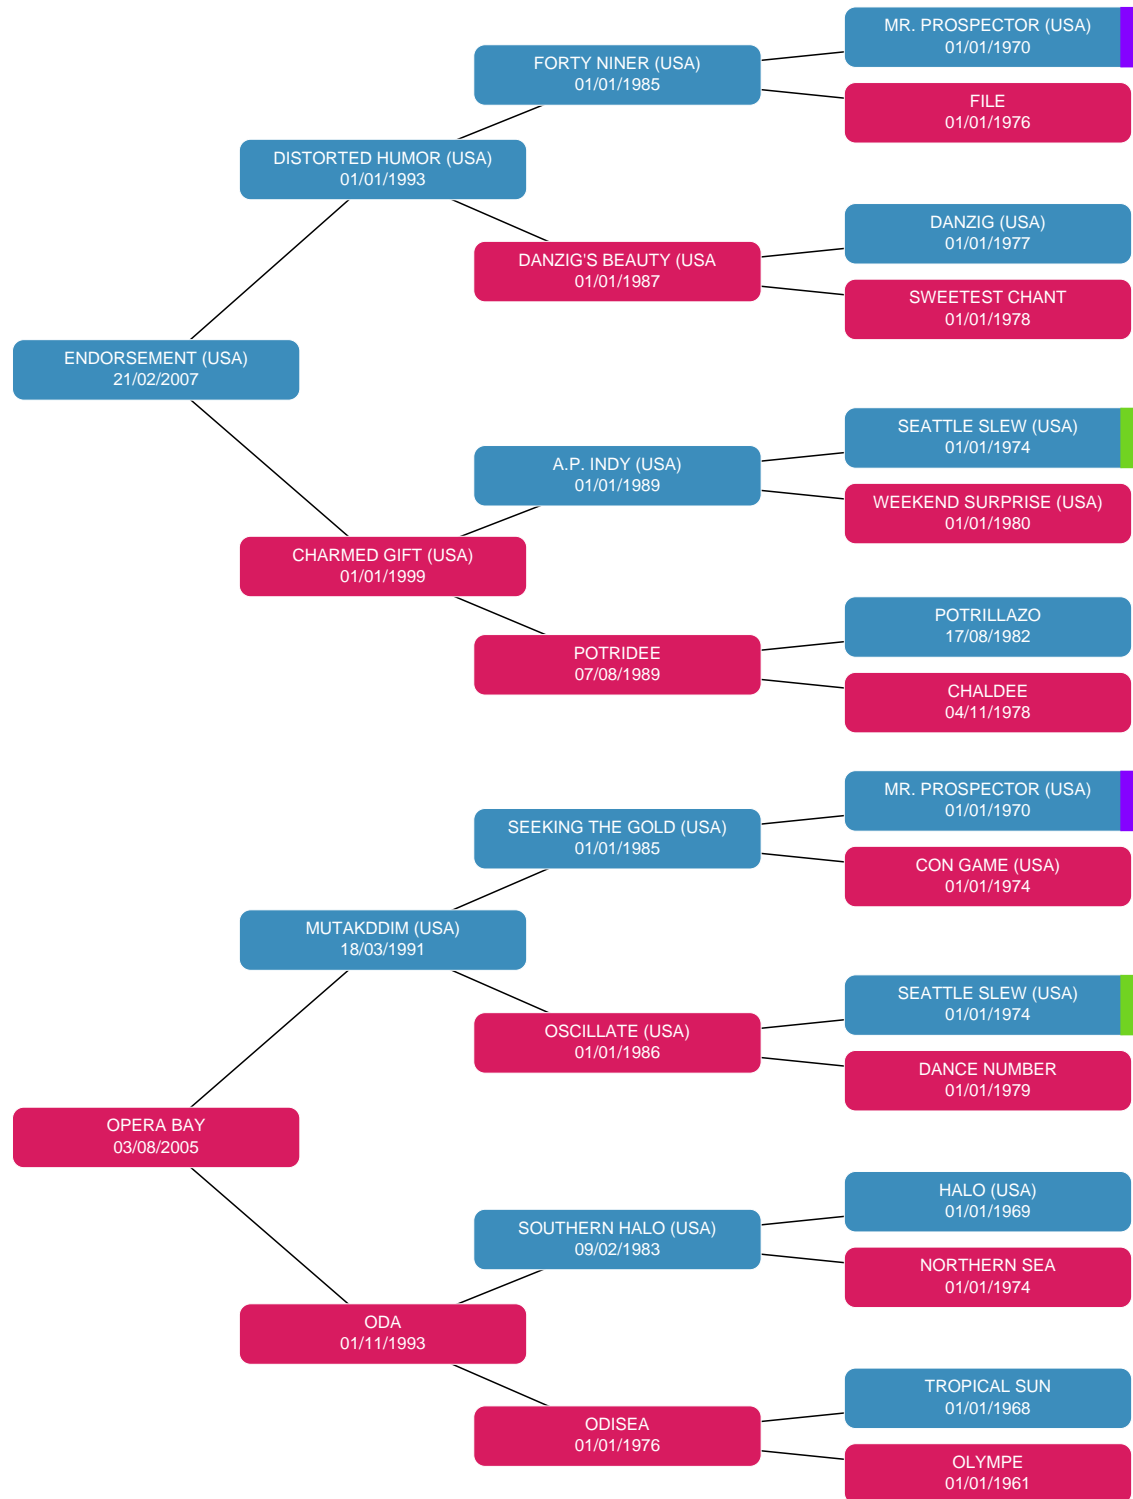 MR. PROSPECTOR (USA)
01/01/1970
FORTY NINER (USA)
01/01/1985
FILE
01/01/1976
DISTORTED HUMOR (USA)
01/01/1993
DANZIG (USA)
01/01/1977
DANZIG'S BEAUTY (USA
01/01/1987
SWEETEST CHANT
01/01/1978
ENDORSEMENT (USA)
21/02/2007
SEATTLE SLEW (USA)
01/01/1974
A.P. INDY (USA)
01/01/1989
WEEKEND SURPRISE (USA)
01/01/1980
CHARMED GIFT (USA)
01/01/1999
POTRILLAZO
17/08/1982
POTRIDEE
07/08/1989
CHALDEE
04/11/1978
MR. PROSPECTOR (USA)
01/01/1970
SEEKING THE GOLD (USA)
01/01/1985
CON GAME (USA)
01/01/1974
MUTAKDDIM (USA)
18/03/1991
SEATTLE SLEW (USA)
01/01/1974
OSCILLATE (USA)
01/01/1986
DANCE NUMBER
01/01/1979
OPERA BAY
03/08/2005
HALO (USA)
01/01/1969
SOUTHERN HALO (USA)
09/02/1983
NORTHERN SEA
01/01/1974
ODA
01/11/1993
TROPICAL SUN
01/01/1968
ODISEA
01/01/1976
OLYMPE
01/01/1961